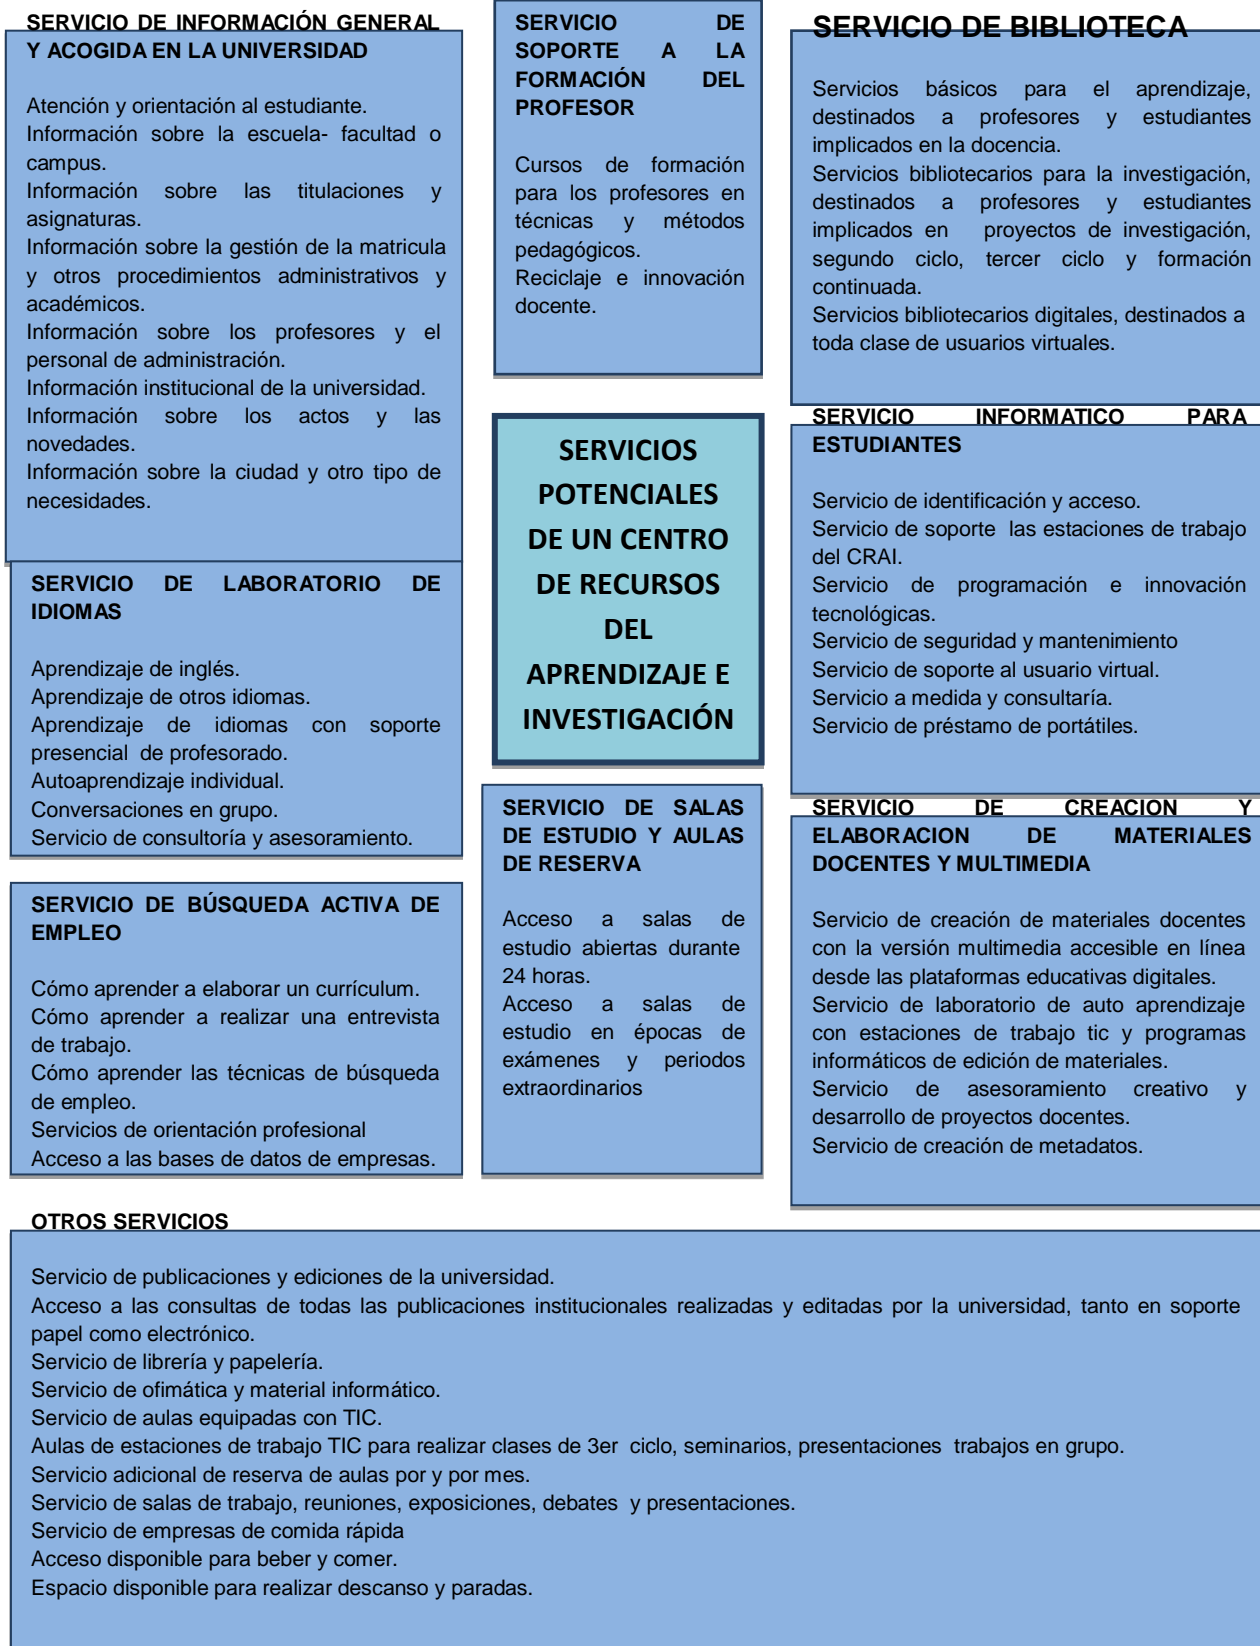 SERVICIO DE INFORMACIÓN GENERAL
Y ACOGIDA EN LA UNIVERSIDAD
Atención y orientación al estudiante.
Información sobre la escuela- facultad o
campus.
Información sobre las titulaciones y
asignaturas.
Información sobre la gestión de la matricula
y otros procedimientos administrativos y
académicos.
Información sobre los profesores y el
personal de administración.
Información institucional de la universidad.
Información sobre los actos y las
novedades.
Información sobre la ciudad y otro tipo de
necesidades.
SERVICIO DE
SOPORTE A LA
FORMACIÓN DEL
PROFESOR
Cursos de formación
para los profesores en
técnicas y métodos
pedagógicos.
Reciclaje e innovación
docente.
SERVICIO DE BIBLIOTECA
Servicios básicos para el aprendizaje,
destinados a profesores y estudiantes
implicados en la docencia.
Servicios bibliotecarios para la investigación,
destinados a profesores y estudiantes
implicados en proyectos de investigación,
segundo ciclo, tercer ciclo y formación
continuada.
Servicios bibliotecarios digitales, destinados a
toda clase de usuarios virtuales.
SERVICIOS
POTENCIALES
DE UN CENTRO
DE RECURSOS
DEL
APRENDIZAJE E
INVESTIGACIÓN
SERVICIO INFORMATICO PARA
ESTUDIANTES
Servicio de identificación y acceso.
Servicio de soporte las estaciones de trabajo
del CRAI.
Servicio de programación e innovación
tecnológicas.
Servicio de seguridad y mantenimiento
Servicio de soporte al usuario virtual.
Servicio a medida y consultaría.
Servicio de préstamo de portátiles.
SERVICIO DE LABORATORIO DE
IDIOMAS
Aprendizaje de inglés.
Aprendizaje de otros idiomas.
Aprendizaje de idiomas con soporte
presencial de profesorado.
Autoaprendizaje individual.
Conversaciones en grupo.
Servicio de consultoría y asesoramiento.
SERVICIO DE SALAS
DE ESTUDIO Y AULAS
DE RESERVA
Acceso a salas de
estudio abiertas durante
24 horas.
Acceso a salas de
estudio en épocas de
exámenes y periodos
extraordinarios
SERVICIO DE CREACION Y
ELABORACION DE MATERIALES
DOCENTES Y MULTIMEDIA
Servicio de creación de materiales docentes
con la versión multimedia accesible en línea
desde las plataformas educativas digitales.
Servicio de laboratorio de auto aprendizaje
con estaciones de trabajo tic y programas
informáticos de edición de materiales.
Servicio de asesoramiento creativo y
desarrollo de proyectos docentes.
Servicio de creación de metadatos.
SERVICIO DE BÚSQUEDA ACTIVA DE
EMPLEO
Cómo aprender a elaborar un currículum.
Cómo aprender a realizar una entrevista
de trabajo.
Cómo aprender las técnicas de búsqueda
de empleo.
Servicios de orientación profesional
Acceso a las bases de datos de empresas.
OTROS SERVICIOS
Servicio de publicaciones y ediciones de la universidad.
Acceso a las consultas de todas las publicaciones institucionales realizadas y editadas por la universidad, tanto en soporte
papel como electrónico.
Servicio de librería y papelería.
Servicio de ofimática y material informático.
Servicio de aulas equipadas con TIC.
Aulas de estaciones de trabajo TIC para realizar clases de 3er ciclo, seminarios, presentaciones trabajos en grupo.
Servicio adicional de reserva de aulas por y por mes.
Servicio de salas de trabajo, reuniones, exposiciones, debates y presentaciones.
Servicio de empresas de comida rápida
Acceso disponible para beber y comer.
Espacio disponible para realizar descanso y paradas.